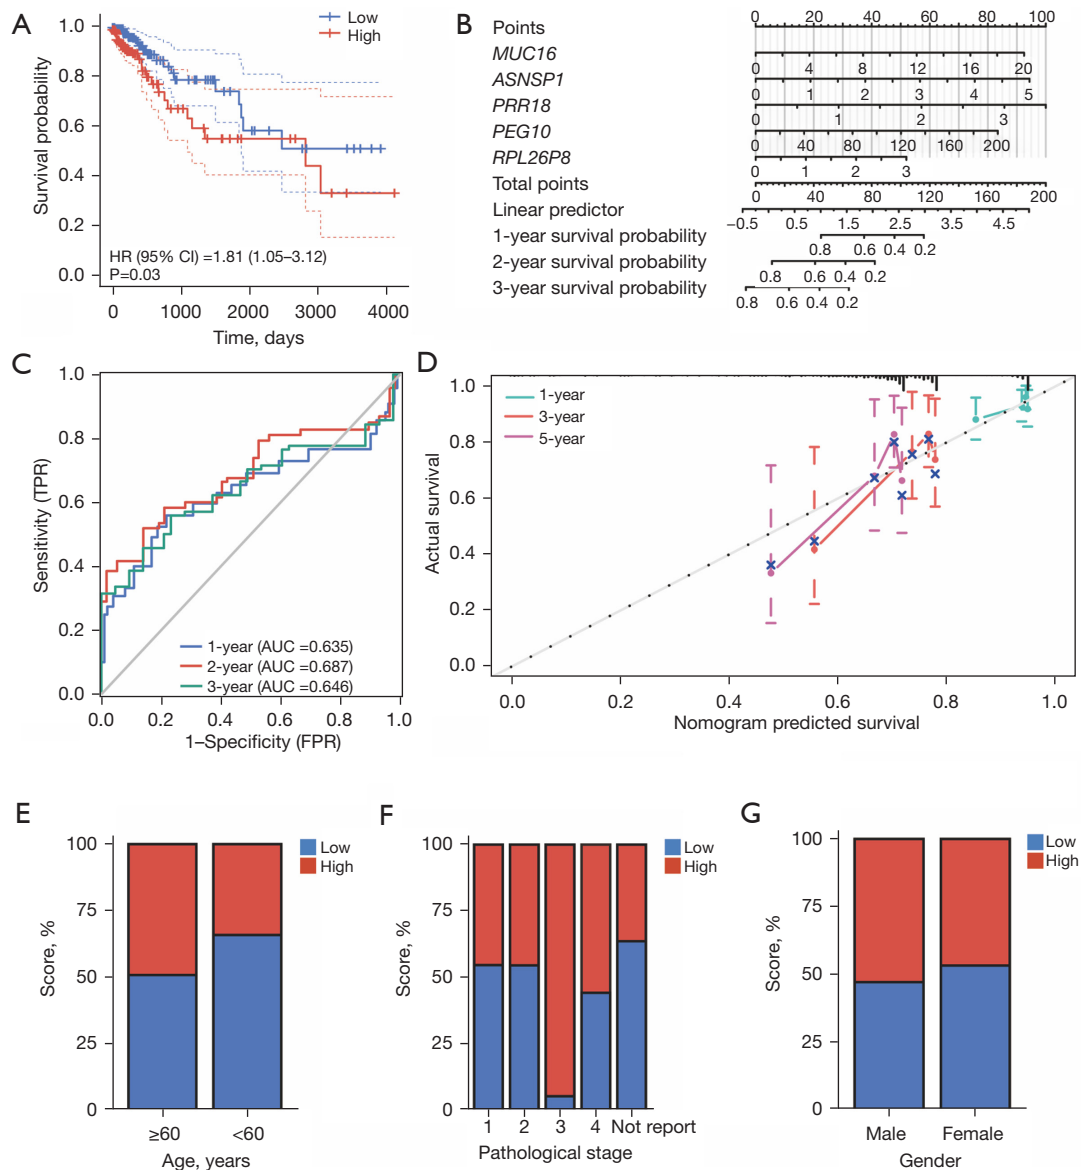 A
Low
High
Survival probability
1.0
0.8
0.6
0.4
0.2
0.0
HR (95% CI) =1.81 (1.05–3.12)
P=0.03
0 1000 2000 3000 4000
Time, days
B
Points
0 20 40 60 80 100
MUC16
0 4 8 12 16 20
ASNSP1
0 1 2 3 4 5
PRR18
0 1 2 3
PEG10
0 40 80 120 160 200
RPL26P8
0 1 2 3
Total points
0 40 80 120 160 200
Linear predictor
–0.5 0.5 1.5 2.5 3.5 4.5
1-year survival probability
0.8 0.6 0.4 0.2
2-year survival probability
0.8 0.6 0.4 0.2
3-year survival probability
0.8 0.6 0.4 0.2
C
Sensitivity (TPR)
1.0
0.8
0.6
0.4
0.2
0.0
1-year (AUC =0.635)
2-year (AUC =0.687)
3-year (AUC =0.646)
0.0 0.2 0.4 0.6 0.8 1.0
1–Specificity (FPR)
D
1-year
3-year
5-year
Actual survival
1.0
0.8
0.6
0.4
0.2
0.0
0.0 0.2 0.4 0.6 0.8 1.0
Nomogram predicted survival
E
Low
High
Score, %
100
75
50
25
0
≥60 <60
Age, years
F
Low
High
Score, %
100
75
50
25
0
1 2 3 4 Not report
Pathological stage
G
Low
High
Score, %
100
75
50
25
0
Male Female
Gender